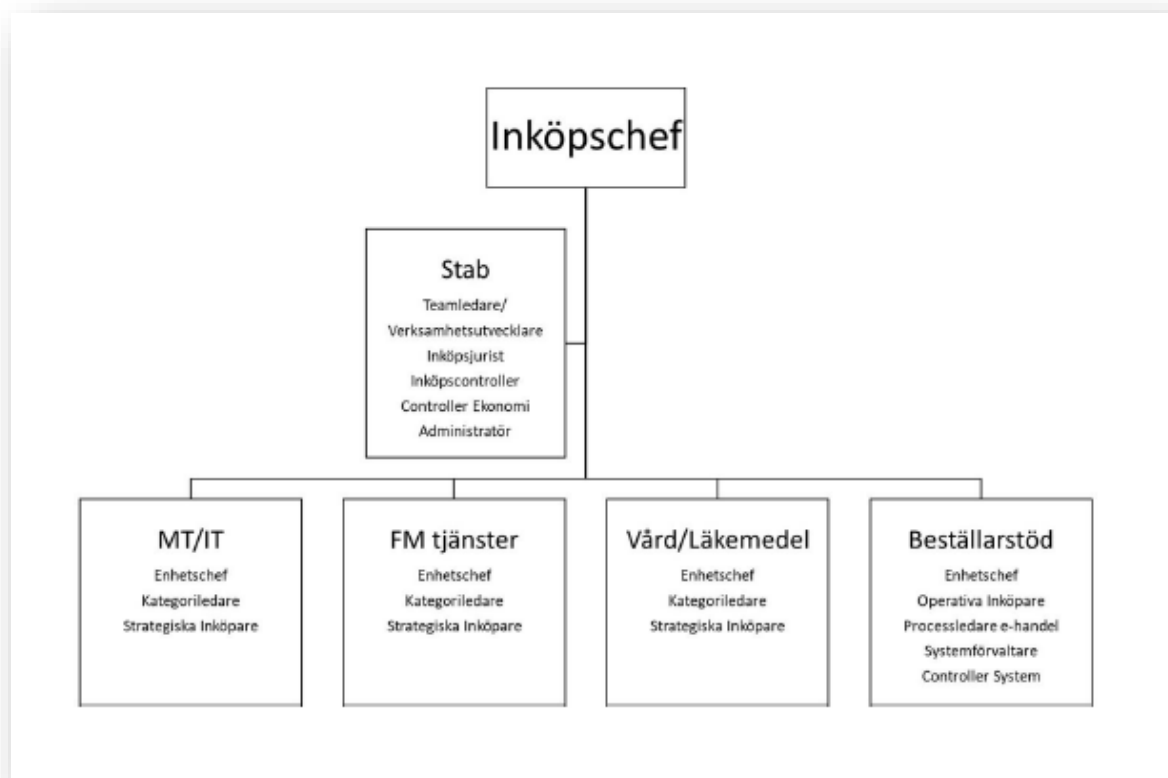 Inköpschef
Stab
Teamledare/
Verksamhetsutvecklare
Inköpsjurist
Inköpscontroller
Controller Ekonomi
Administratör
MT/IT
Enhetschef
Kategoriledare
Strategiska Inköpare
FM tjänster
Enhetschef
Kategoriledare
Strategiska Inköpare
Vård/Läkemedel
Enhetschef
Kategoriledare
Strategiska Inköpare
Beställarstöd
Enhetschef
Operativa Inköpare
Processledare e-handel
Systemförvaltare
Controller System